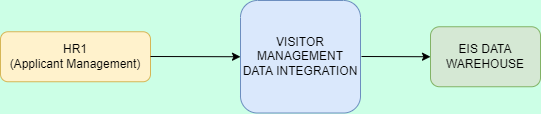 HR1
(Applicant Management)
VISITOR
MANAGEMENT
DATA INTEGRATION
EIS DATA
WAREHOUSE